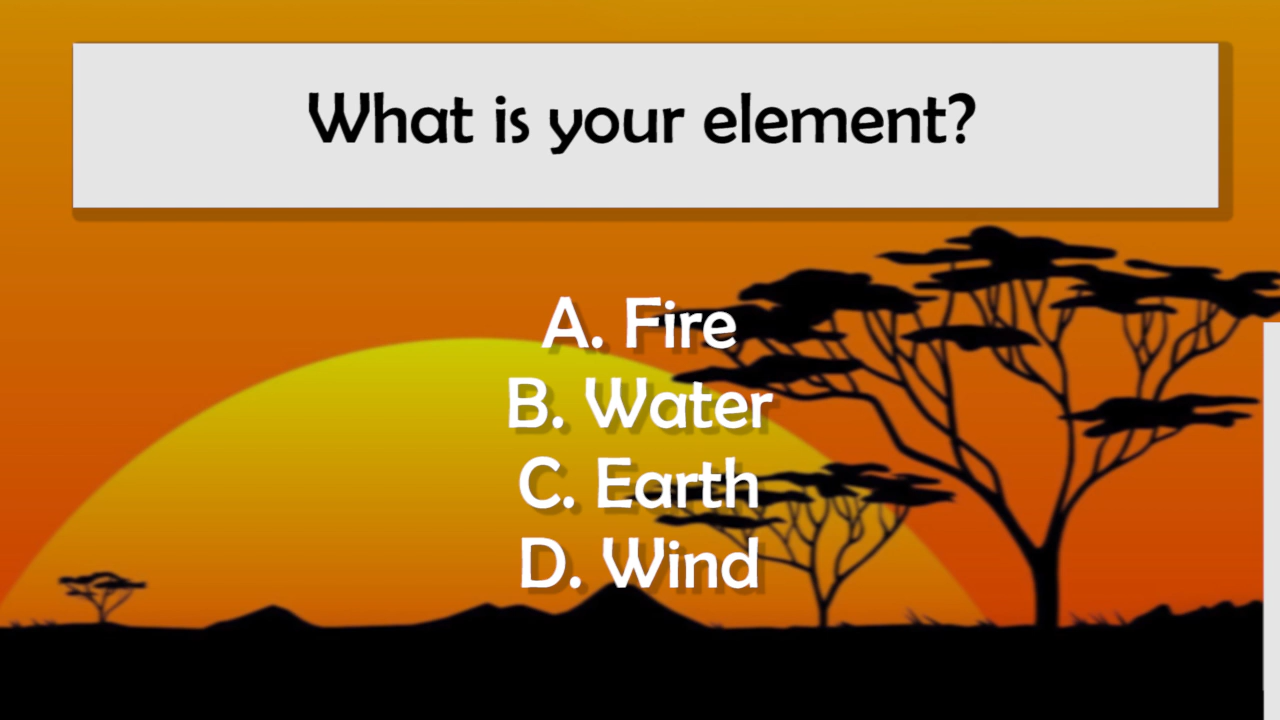 What is your element?
A. Fire
B. Water
C. Earth
D. Wind